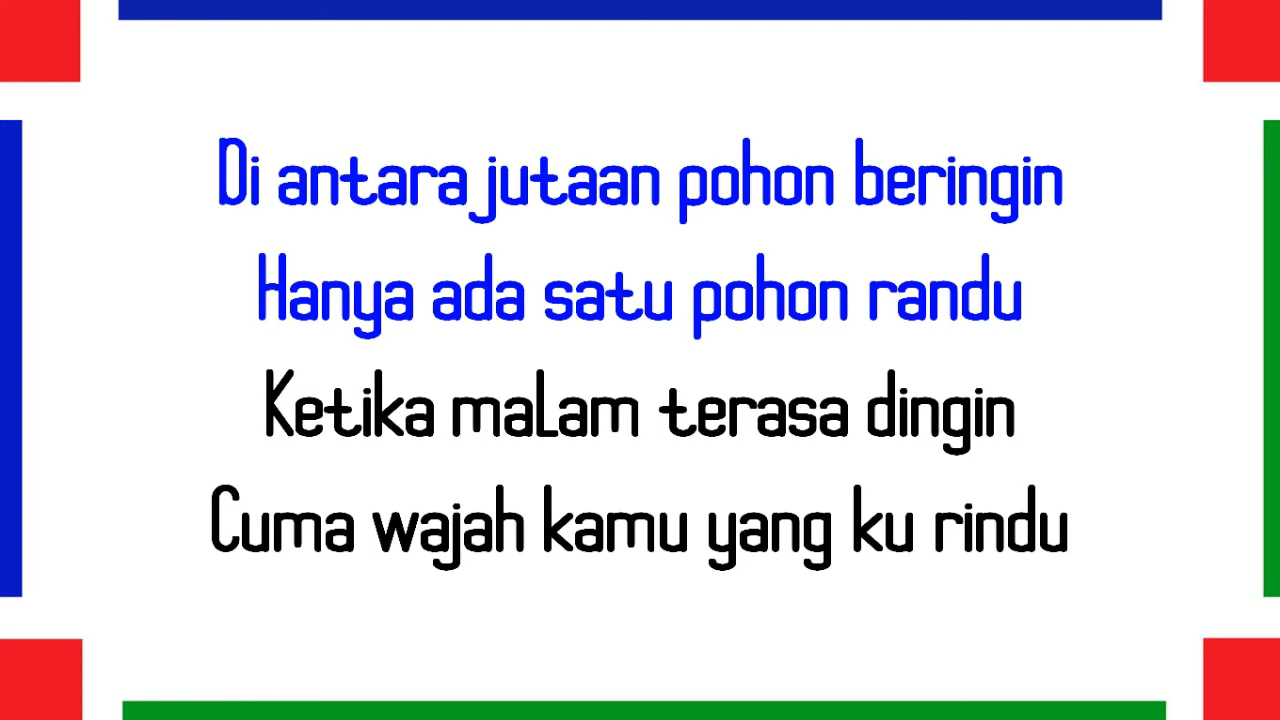 Di antara jutaan pohon beringin
Hanya ada satu pohon randu
Ketika malam terasa dingin
Cuma wajah kamu yang ku rindu